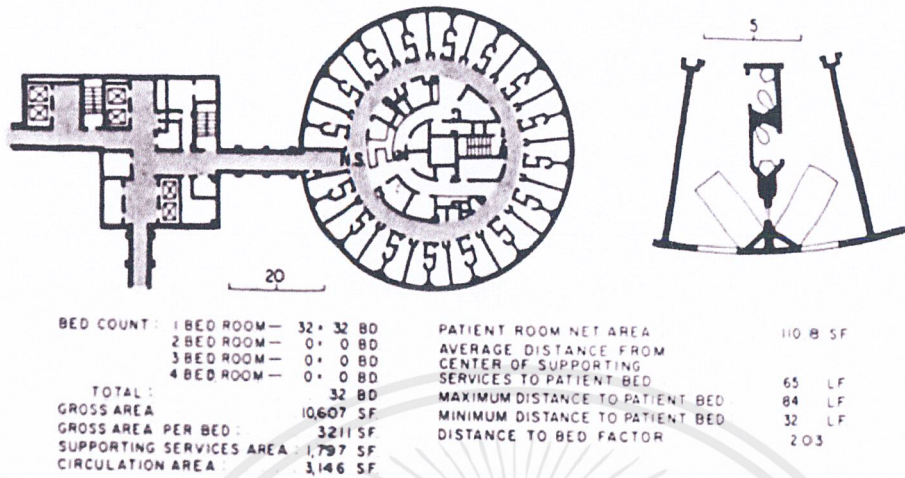 5
N.S.
20
BED COUNT : 1 BED ROOM — 32 • 32 BD
2 BED ROOM — 0 • 0 BD
3 BED ROOM — 0 • 0 BD
4 BED ROOM — 0 • 0 BD
TOTAL : 32 BD
GROSS AREA 10,607 SF
GROSS AREA PER BED : 3211 SF
SUPPORTING SERVICES AREA : 1,797 SF
CIRCULATION AREA : 3,146 SF
PATIENT ROOM NET AREA 110 8 SF
AVERAGE DISTANCE FROM
CENTER OF SUPPORTING
SERVICES TO PATIENT BED 65 LF
MAXIMUM DISTANCE TO PATIENT BED 84 LF
MINIMUM DISTANCE TO PATIENT BED 32 LF
DISTANCE TO BED FACTOR 2 03